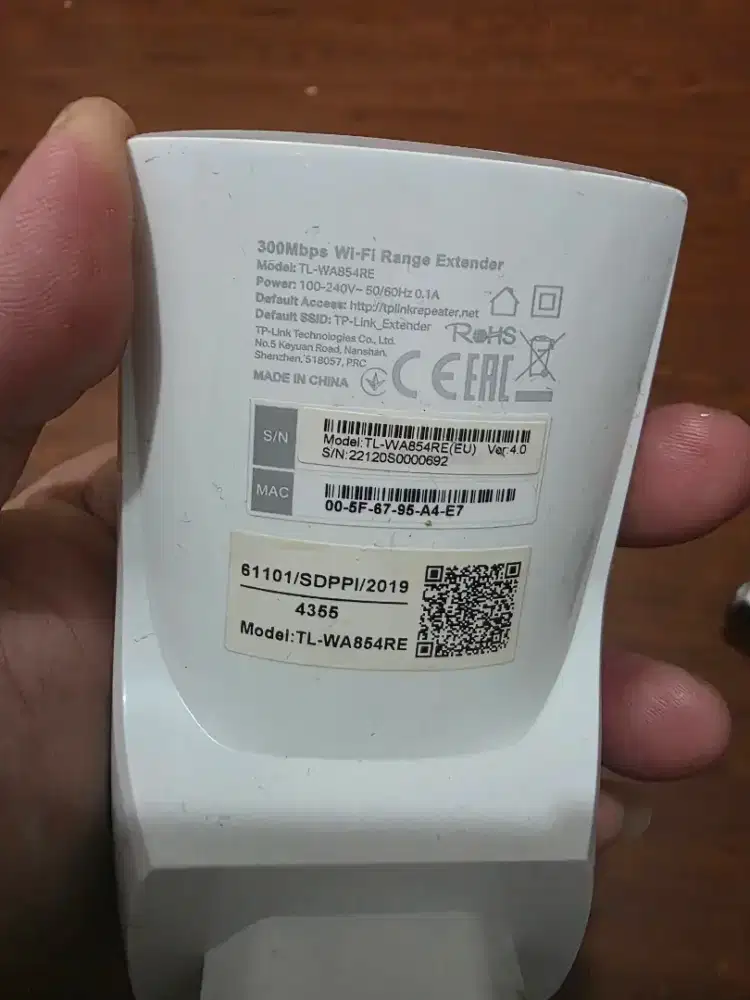 300Mbps Wi-Fi Range Extender
Model: TL-WA854RE
Power: 100-240V~ 50/60Hz 0.1A
Default Access: http://tplinkrepeater.net
Default SSID: TP-Link_Extender
TP-Link Technologies Co., Ltd.
No.5 Keyuan Road, Nanshan,
Shenzhen, 518057, PRC
MADE IN CHINA
RoHS
CE EAC
S/N
Model:TL-WA854RE(EU) Ver:4.0
S/N:22120S0000692
MAC
00-5F-67-95-A4-E7
61101/SDPPI/2019
4355
Model:TL-WA854RE